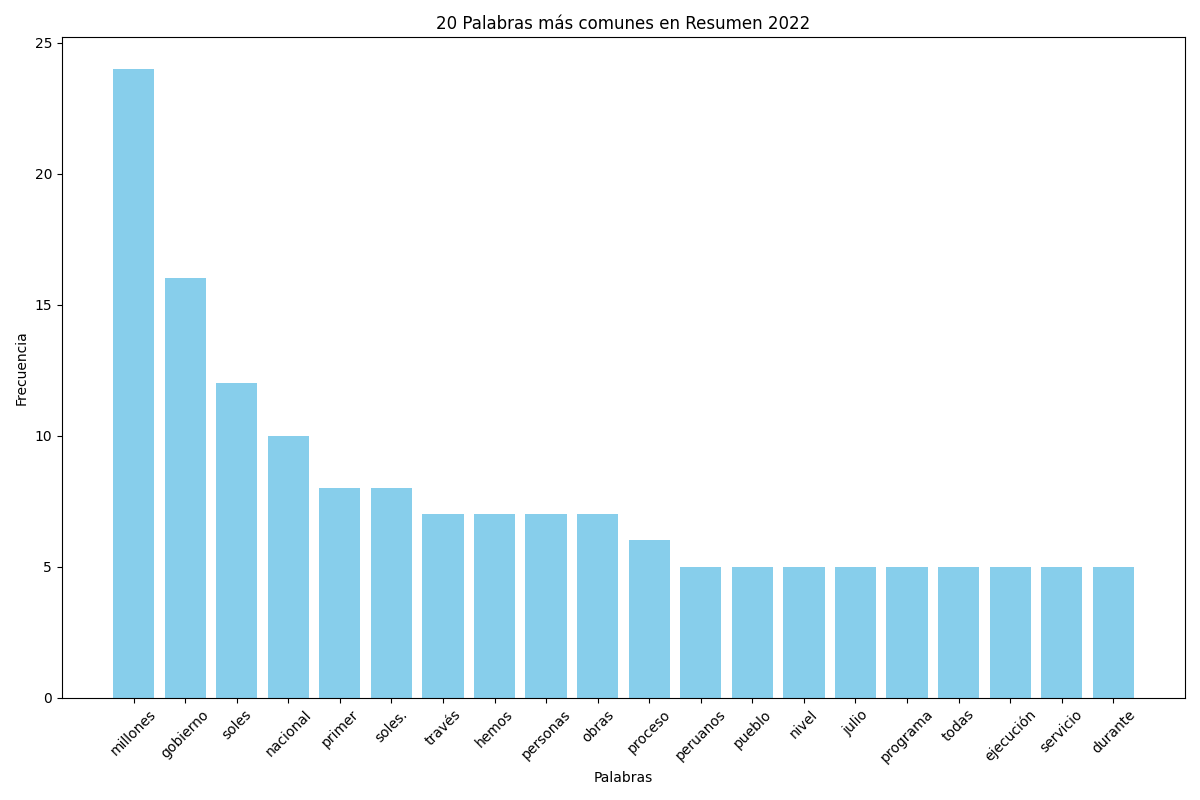 20 Palabras más comunes en Resumen 2022
Frecuencia
25
20
15
10
5
0
millones
gobierno
soles
nacional
primer
soles.
través
hemos
personas
obras
proceso
peruanos
pueblo
nivel
julio
programa
todas
ejecución
servicio
durante
Palabras